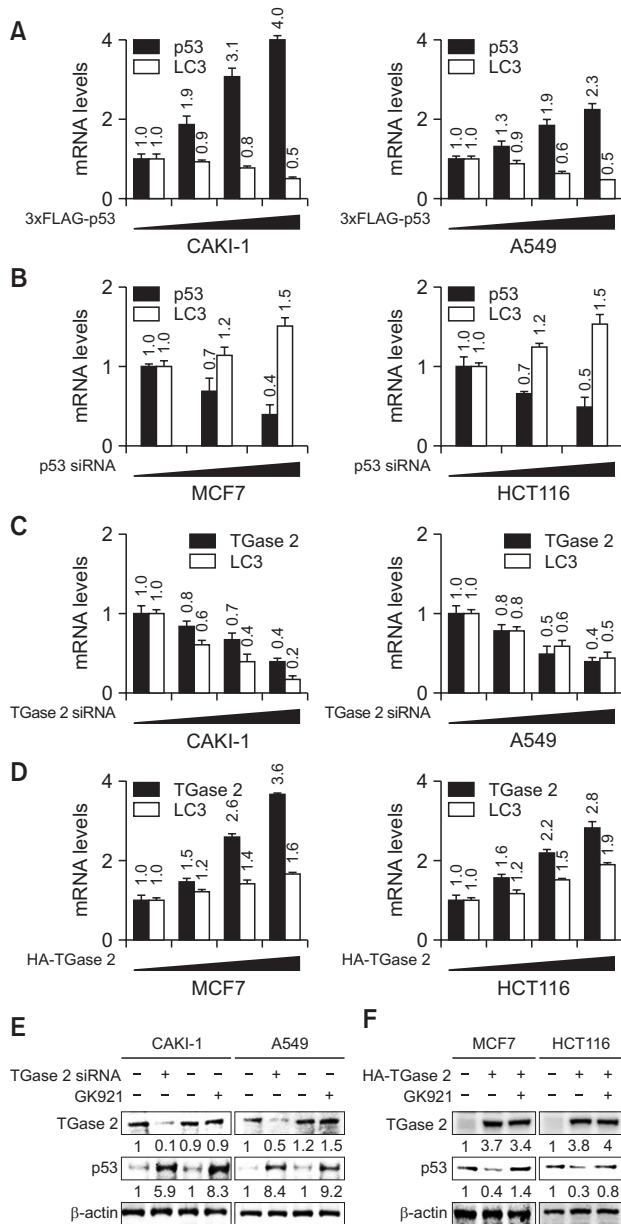 A
4
2
0
mRNA levels
p53
LC3
1.0 1.0 1.9 0.9 3.1 0.8 4.0 0.5
3xFLAG-p53
CAKI-1
4
2
0
mRNA levels
p53
LC3
1.0 1.0 1.3 0.9 1.9 0.6 2.3 0.5
3xFLAG-p53
A549
B
2
1
0
mRNA levels
p53
LC3
1.0 1.0 0.7 1.2 0.4 1.5
p53 siRNA
MCF7
2
1
0
mRNA levels
p53
LC3
1.0 1.0 0.7 1.2 0.5 1.5
p53 siRNA
HCT116
C
2
1
0
mRNA levels
TGase 2
LC3
1.0 1.0 0.8 0.6 0.7 0.4 0.4 0.2
TGase 2 siRNA
CAKI-1
2
1
0
mRNA levels
TGase 2
LC3
1.0 1.0 0.8 0.8 0.5 0.6 0.4 0.5
TGase 2 siRNA
A549
D
4
2
0
mRNA levels
TGase 2
LC3
1.0 1.0 1.5 1.2 2.6 1.4 3.6 1.6
HA-TGase 2
MCF7
4
2
0
mRNA levels
TGase 2
LC3
1.0 1.0 1.6 1.2 2.2 1.5 2.8 1.9
HA-TGase 2
HCT116
E
CAKI-1 A549
TGase 2 siRNA – + – – – + – –
GK921 – – – + – – – +
TGase 2
1 0.1 0.9 0.9 1 0.5 1.2 1.5
p53
1 5.9 1 8.3 1 8.4 1 9.2
β-actin
F
MCF7 HCT116
HA-TGase 2 – + + – + +
GK921 – – + – – +
TGase 2
1 3.7 3.4 1 3.8 4
p53
1 0.4 1.4 1 0.3 0.8
β-actin